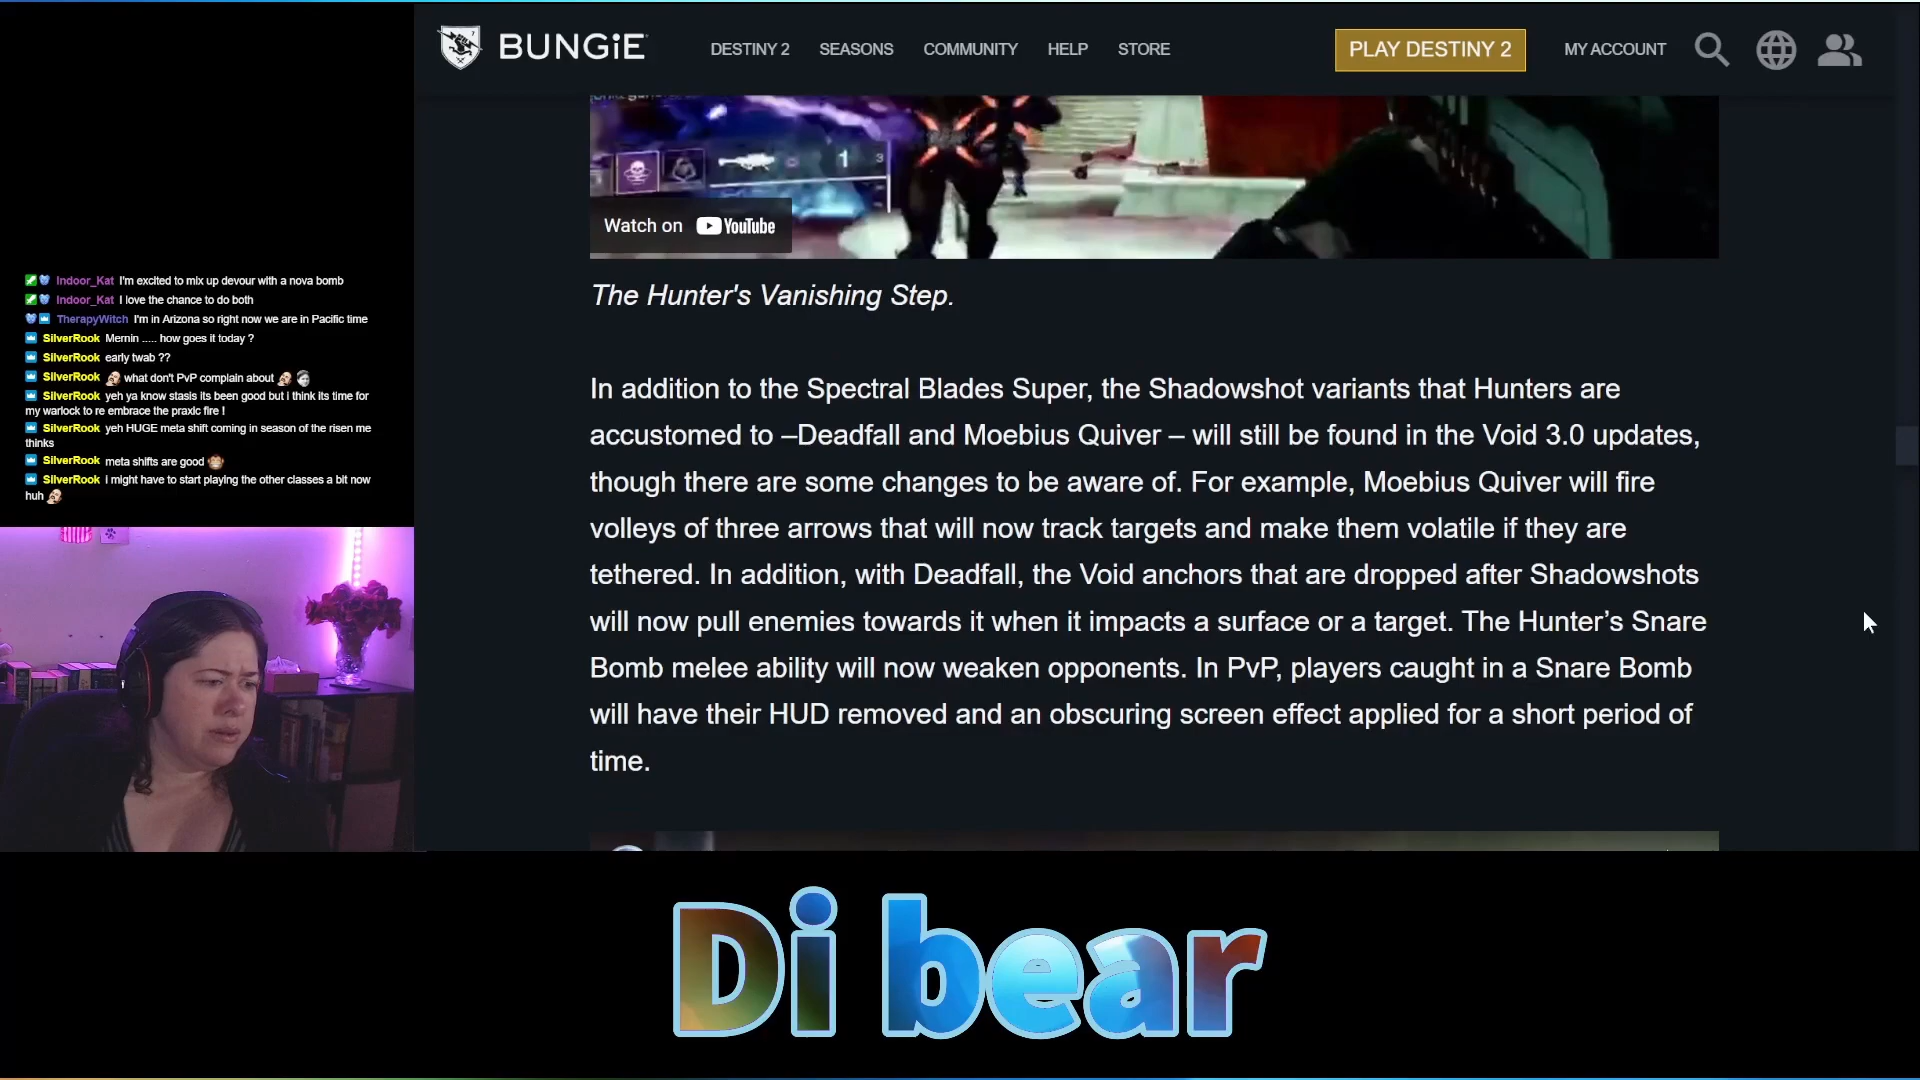 BUNGiE
DESTINY 2 SEASONS COMMUNITY HELP STORE
PLAY DESTINY 2
MY ACCOUNT
1 3
Watch on YouTube
The Hunter's Vanishing Step.
In addition to the Spectral Blades Super, the Shadowshot variants that Hunters are
accustomed to –Deadfall and Moebius Quiver – will still be found in the Void 3.0 updates,
though there are some changes to be aware of. For example, Moebius Quiver will fire
volleys of three arrows that will now track targets and make them volatile if they are
tethered. In addition, with Deadfall, the Void anchors that are dropped after Shadowshots
will now pull enemies towards it when it impacts a surface or a target. The Hunter’s Snare
Bomb melee ability will now weaken opponents. In PvP, players caught in a Snare Bomb
will have their HUD removed and an obscuring screen effect applied for a short period of
time.
Indoor_Kat I'm excited to mix up devour with a nova bomb
Indoor_Kat I love the chance to do both
TherapyWitch I'm in Arizona so right now we are in Pacific time
SilverRook Mernin ..... how goes it today ?
SilverRook early twab ??
SilverRook what don't PvP complain about
SilverRook yeh ya know stasis its been good but i think its time for
my warlock to re embrace the praxic fire !
SilverRook yeh HUGE meta shift coming in season of the risen me
thinks
SilverRook meta shifts are good
SilverRook i might have to start playing the other classes a bit now
huh
Di bear